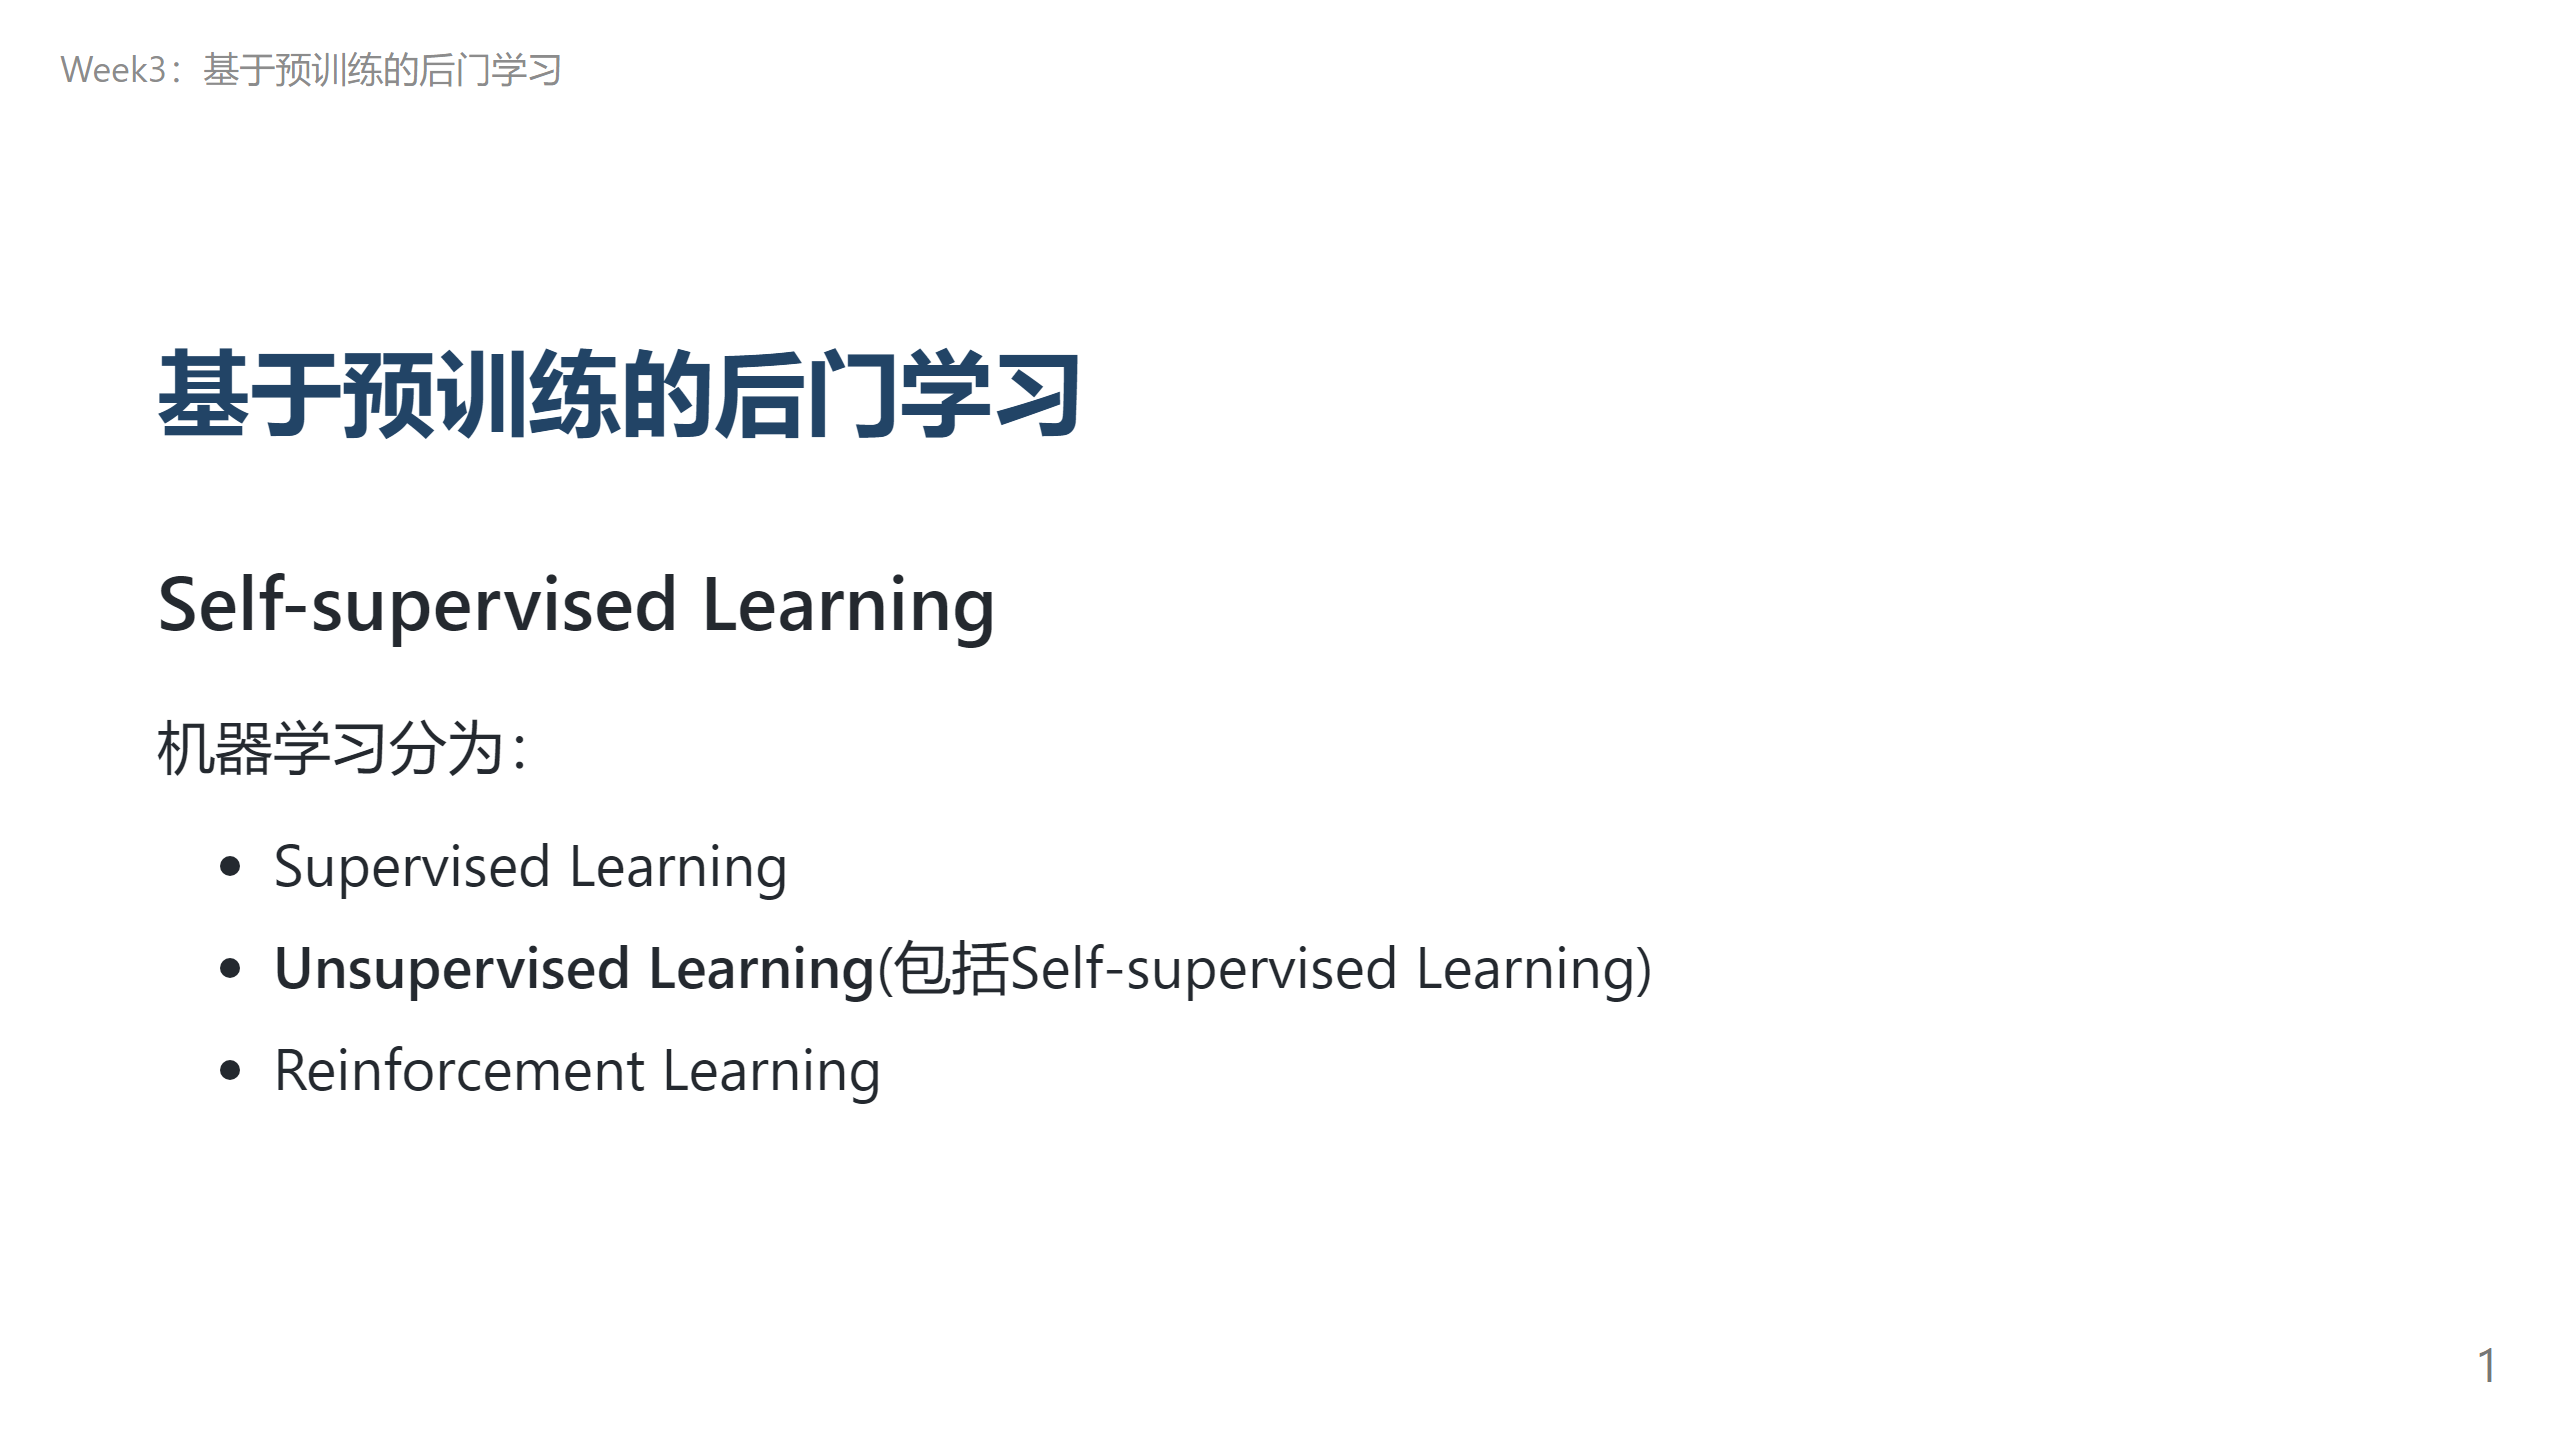 Week3：基于预训练的后门学习
基于预训练的后门学习
Self-supervised Learning
机器学习分为：
• Supervised Learning
• Unsupervised Learning(包括Self-supervised Learning)
• Reinforcement Learning
1